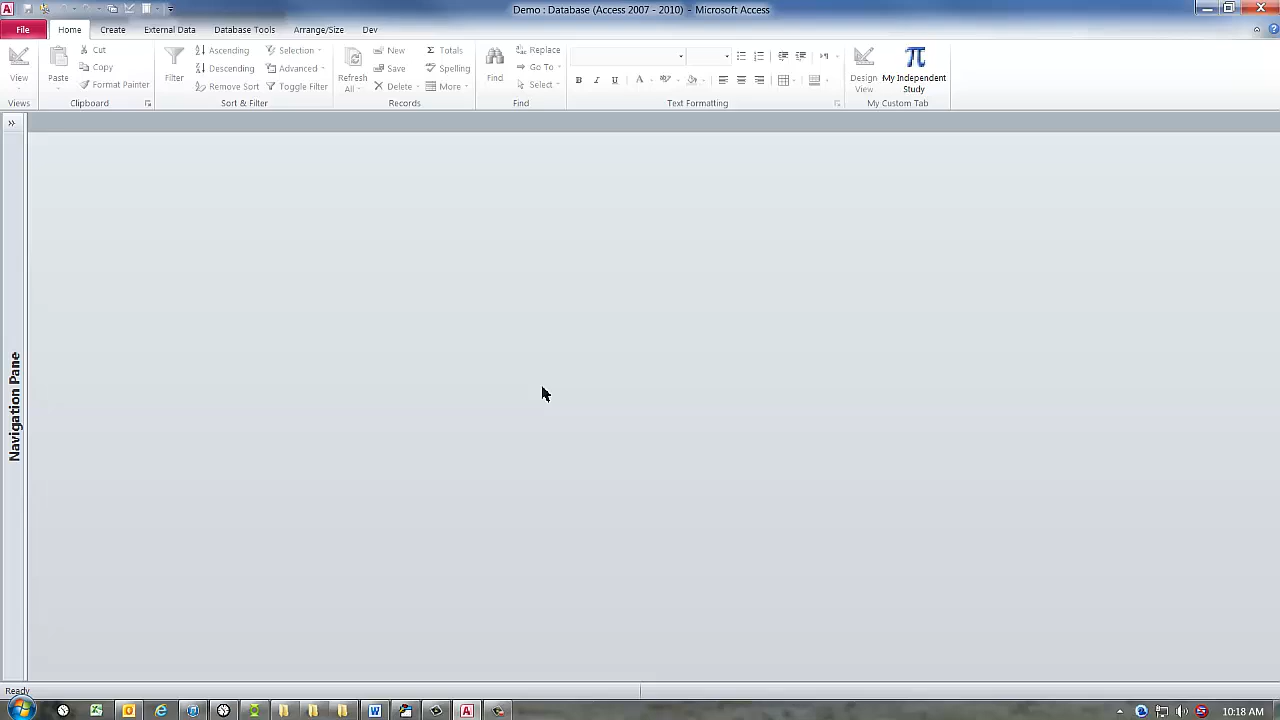 Demo : Database (Access 2007 - 2010) - Microsoft Access
File Home Create External Data Database Tools Arrange/Size Dev
View
Views
Paste
Cut
Copy
Format Painter
Clipboard
Filter
Ascending
Descending
Remove Sort
Selection
Advanced
Toggle Filter
Sort & Filter
Refresh
All
New
Save
Delete
Totals
Spelling
More
Records
Find
Replace
Go To
Select
Find
B I U A
Text Formatting
Design
View
My Independent
Study
My Custom Tab
Navigation Pane
Ready
10:18 AM